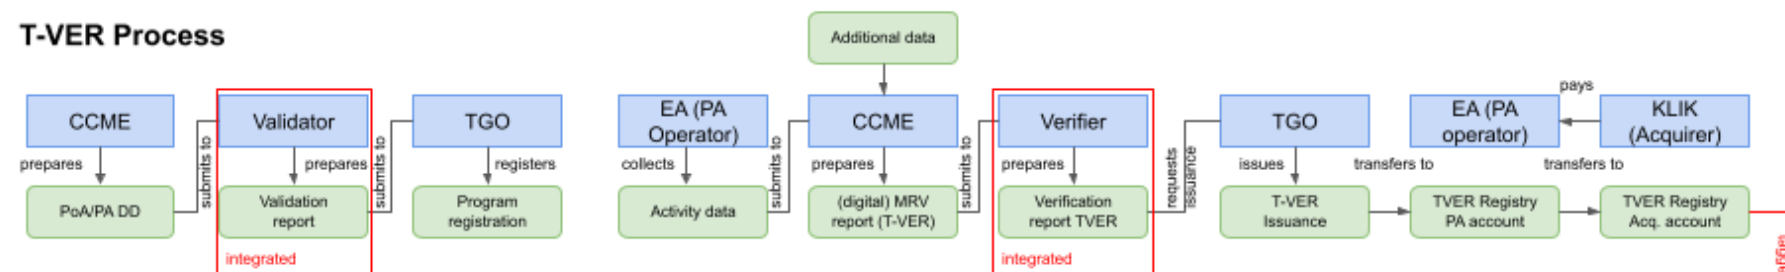 T-VER Process
Additional data
CCME
Validator
TGO
EA (PA
Operator)
CCME
Verifier
TGO
EA (PA
operator)
pays
KLIK
(Acquirer)
prepares
submits to
prepares
submits to
registers
collects
submits to
prepares
submits to
prepares
requests
issuance
issues
transfers to
transfers to
PoA/PA DD
Validation
report
Program
registration
Activity data
(digital) MRV
report (T-VER)
Verification
report TVER
T-VER
Issuance
TVER Registry
PA account
TVER Registry
Acq. account
integrated
integrated